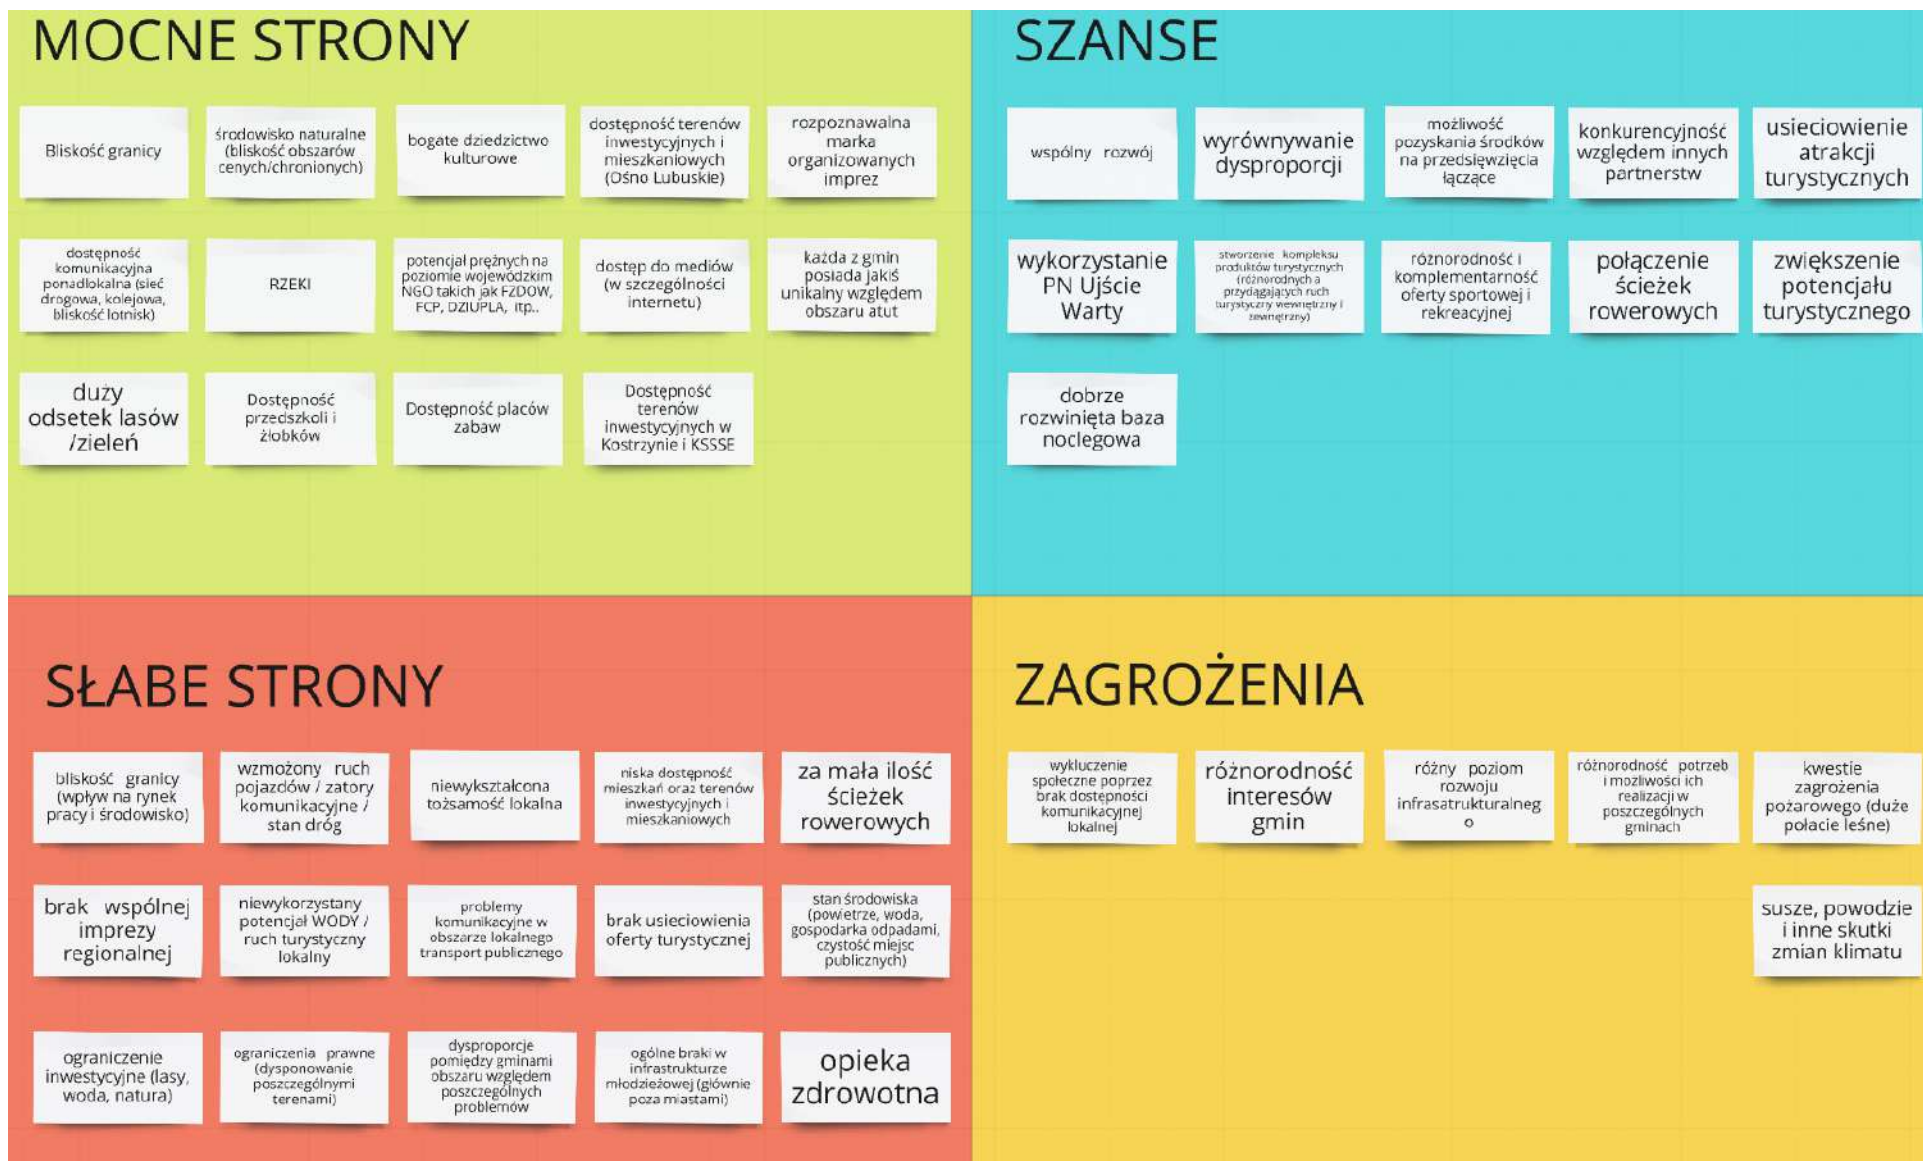 MOCNE STRONY
Bliskość granicy
środowisko naturalne
(bliskość obszarów
cenych/chronionych)
bogate dziedzictwo
kulturowe
dostępność terenów
inwestycyjnych i
mieszkaniowych
(Ośno Lubuskie)
rozpoznawalna
marka
organizowanych
imprez
dostępność
komunikacyjna
ponadlokalna (sieć
drogowa, kolejowa,
bliskość lotnisk)
RZEKI
potencjał prężnych na
poziomie wojewódzkim
NGO takich jak FZDOW,
FCP, DZIUPLA, itp..
dostęp do mediów
(w szczególności
internetu)
każda z gmin
posiada jakiś
unikalny względem
obszaru atut
duży
odsetek lasów
/zieleń
Dostępność
przedszkoli i
żłobków
Dostępność placów
zabaw
Dostępność
terenów
inwestycyjnych w
Kostrzynie i KSSSE
SZANSE
wspólny rozwój
wyrównywanie
dysproporcji
możliwość
pozyskania środków
na przedsięwzięcia
łączące
konkurencyjność
względem innych
partnerstw
usieciowienie
atrakcji
turystycznych
wykorzystanie
PN Ujście
Warty
stworzenie kompleksu
produktów turystycznych
(różnorodnych a
przydągających ruch
turystyczny wewnętrzny i
zewnętrzny)
różnorodność i
komplementarność
oferty sportowej i
rekreacyjnej
połączenie
ścieżek
rowerowych
zwiększenie
potencjału
turystycznego
dobrze
rozwinięta baza
noclegowa
SŁABE STRONY
bliskość granicy
(wpływ na rynek
pracy i środowisko)
wzmożony ruch
pojazdów / zatory
komunikacyjne /
stan dróg
niewykształcona
tożsamość lokalna
niska dostępność
mieszkań oraz terenów
inwestycyjnych i
mieszkaniowych
za mała ilość
ścieżek
rowerowych
brak wspólnej
imprezy
regionalnej
niewykorzystany
potencjał WODY /
ruch turystyczny
lokalny
problemy
komunikacyjne w
obszarze lokalnego
transport publicznego
brak usieciowienia
oferty turystycznej
stan środowiska
(powietrze, woda,
gospodarka odpadami,
czystość miejsc
publicznych)
ograniczenie
inwestycyjne (lasy,
woda, natura)
ograniczenia prawne
(dysponowanie
poszczególnymi
terenami)
dysproporcje
pomiędzy gminami
obszaru względem
poszczególnych
problemów
ogólne braki w
infrastrukturze
młodzieżowej (głównie
poza miastami)
opieka
zdrowotna
ZAGROŻENIA
wykluczenie
społeczne poprzez
brak dostępności
komunikacyjnej
lokalnej
różnorodność
interesów
gmin
różny poziom
rozwoju
infrasatrukturalneg
o
różnorodność potrzeb
i możliwości ich
realizacji w
poszczególnych
gminach
kwestie
zagrożenia
pożarowego (duże
połacie leśne)
susze, powodzie
i inne skutki
zmian klimatu